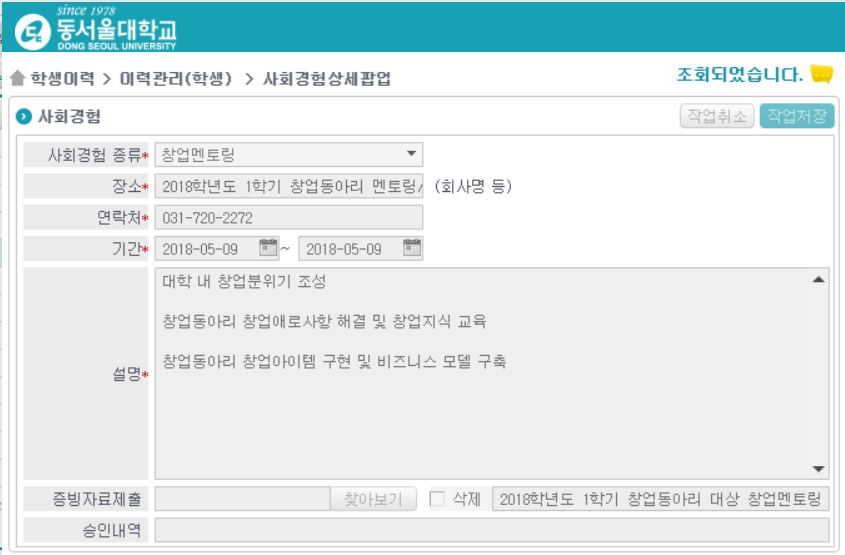 since 1978
동서울대학교
DONG SEOUL UNIVERSITY
학생이력 > 이력관리(학생) > 사회경험상세팝업
조회되었습니다.
사회경험
작업취소 작업저장
사회경험 종류* 창업멘토링
장소* 2018학년도 1학기 창업동아리 멘토링 (회사명 등)
연락처* 031-720-2272
기간* 2018-05-09 ~ 2018-05-09
대학 내 창업분위기 조성
창업동아리 창업애로사항 해결 및 창업지식 교육
창업동아리 창업아이템 구현 및 비즈니스 모델 구축
설명*
증빙자료제출 찾아보기 삭제 2018학년도 1학기 창업동아리 대상 창업멘토링
승인내역